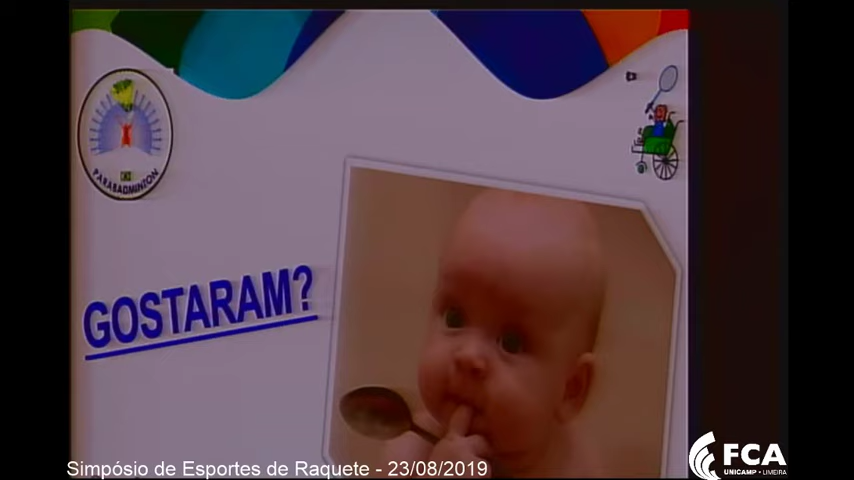 PARABADMINTON
GOSTARAM?
Simpósio de Esportes de Raquete - 23/08/2019
FCA
UNICAMP • LIMEIRA